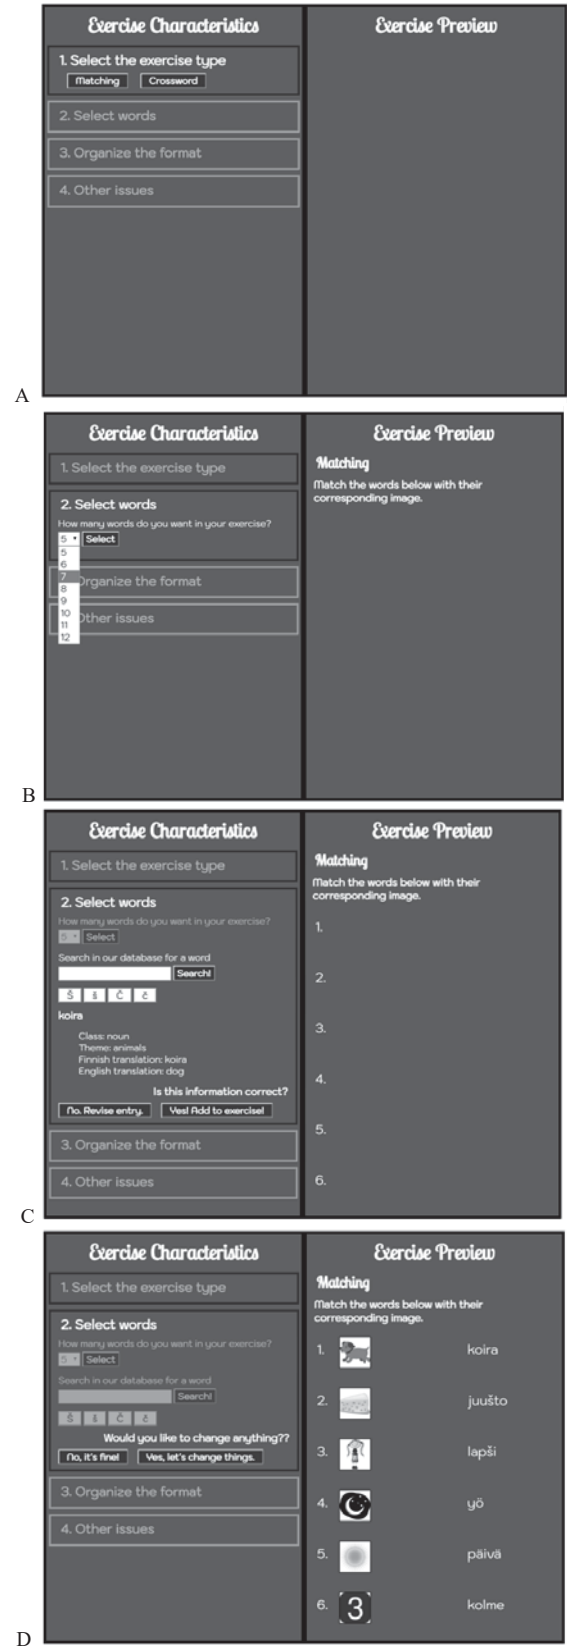 Exercise Characteristics
Exercise Preview
1. Select the exercise type
Matching Crossword
2. Select words
3. Organize the format
4. Other issues
A
Exercise Characteristics
Exercise Preview
1. Select the exercise type
Matching
Match the words below with their
corresponding image.
2. Select words
How many words do you want in your exercise?
5 Select
5
6
7
8
9
10
11
12
Organize the format
Other issues
B
Exercise Characteristics
Exercise Preview
1. Select the exercise type
Matching
Match the words below with their
corresponding image.
2. Select words
How many words do you want in your exercise?
5 Select
Search in our database for a word
Search!
Š š Č č
koira
Class: noun
Theme: animals
Finnish translation: koira
English translation: dog
Is this information correct?
No. Revise entry. Yes! Add to exercise!
3. Organize the format
4. Other issues
1.
2.
3.
4.
5.
6.
C
Exercise Characteristics
Exercise Preview
1. Select the exercise type
Matching
Match the words below with their
corresponding image.
2. Select words
How many words do you want in your exercise?
5 Select
Search in our database for a word
Search!
Š š Č č
Would you like to change anything??
No, it's fine! Yes, let's change things.
3. Organize the format
4. Other issues
1. koira
2. juušto
3. lapši
4. yö
5. päivä
6. 3 kolme
D